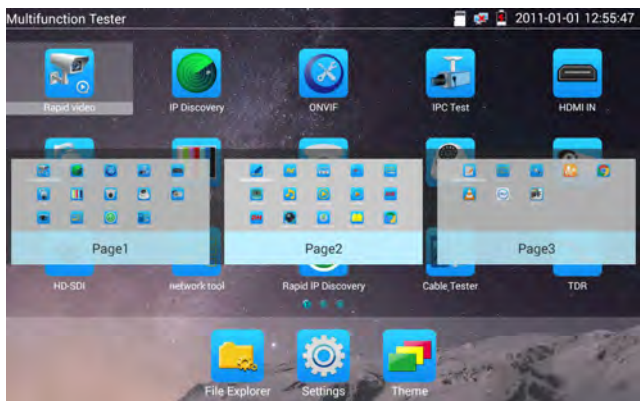 Multifunction Tester
2011-01-01 12:55:47
Rapid video
IP Discovery
ONVIF
IPC Test
HDMI IN
Page1
Page2
Page3
HD-SDI
network tool
Rapid IP Discovery
Cable Tester
TDR
File Explorer
Settings
Theme